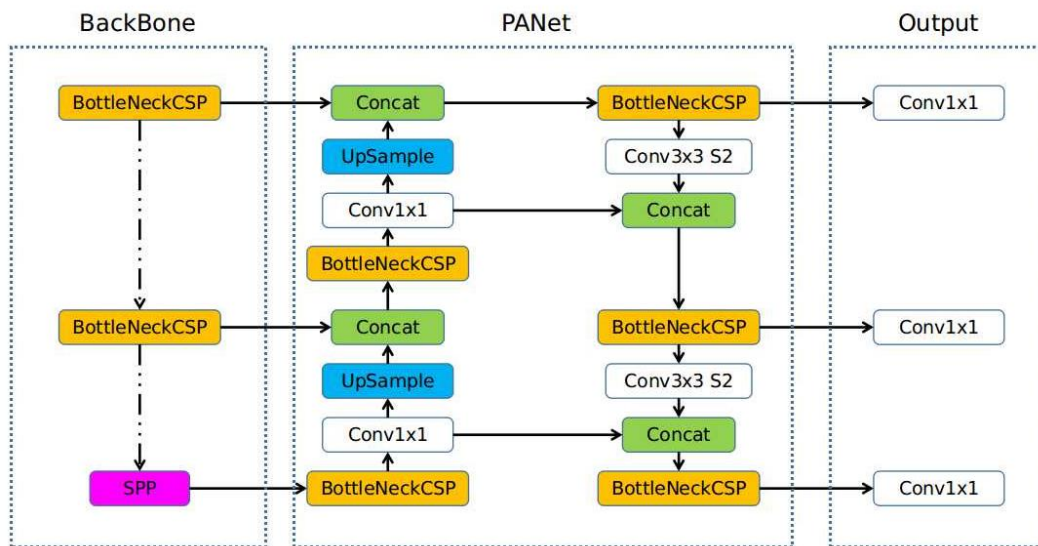 BackBone
PANet
Output
BottleNeckCSP
Concat
BottleNeckCSP
Conv1x1
UpSample
Conv3x3 S2
Conv1x1
Concat
BottleNeckCSP
BottleNeckCSP
Concat
BottleNeckCSP
Conv1x1
UpSample
Conv3x3 S2
Conv1x1
Concat
SPP
BottleNeckCSP
BottleNeckCSP
Conv1x1